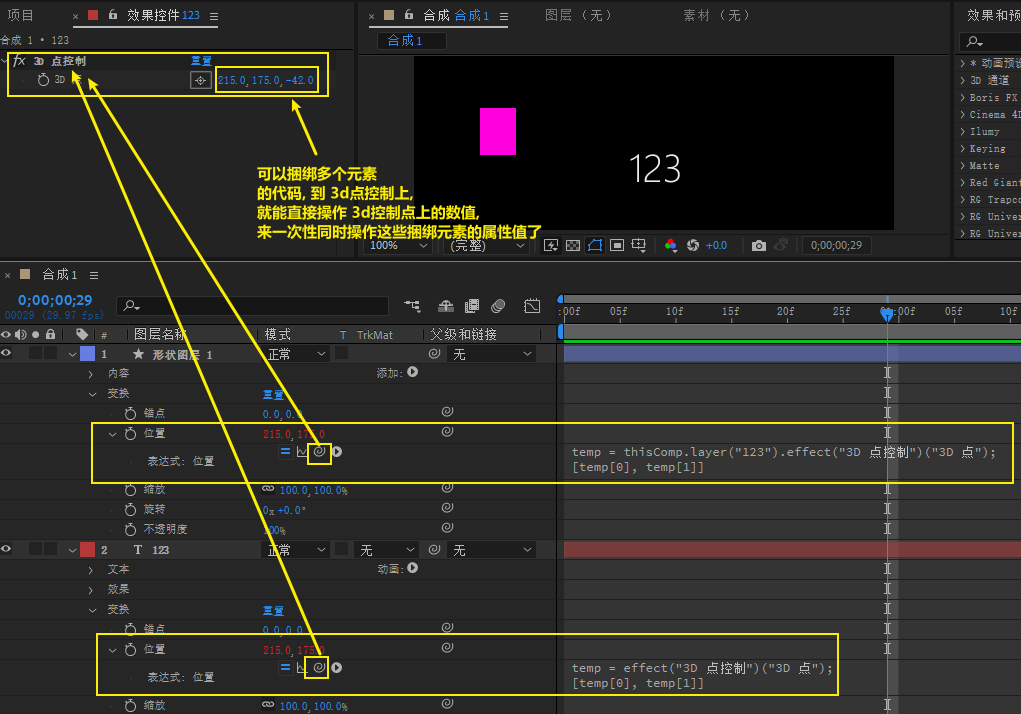 项目
× 效果控件 123 ≡
合成 1 • 123
fx 3D 点控制 重置
3D 点 215.0, 175.0, -42.0
× 合成 合成 1 ≡
图层 (无)
素材 (无)
合成 1
123
可以捆绑多个元素
的代码, 到 3d点控制上,
就能直接操作 3d控制点上的数值,
来一次性同时操作这些捆绑元素的属性值了
100% (完整) +0.0 0;00;00;29
效果和预
* 动画预设
3D 通道
Boris FX
Cinema 4D
Ilumy
Keying
Matte
Red Giant
RG Trapco
RG Univer
RG Univer
× 合成 1 ≡
0;00;00;29
00029 (29.97 fps)
:00f 05f 10f 15f 20f 25f 01:00f 05f 10f
# 图层名称 模式 T TrkMat 父级和链接
1 ★ 形状图层 1 正常 无
内容 添加:
变换 重置
锚点 0.0, 0.0
位置 215.0, 175.0
表达式: 位置
temp = thisComp.layer("123").effect("3D 点控制")("3D 点");
[temp[0], temp[1]]
缩放 100.0, 100.0%
旋转 0x +0.0°
不透明度 100%
2 T 123 正常 无 无
文本 动画:
效果
变换 重置
锚点 0.0, 0.0
位置 215.0, 175.0
表达式: 位置
temp = effect("3D 点控制")("3D 点");
[temp[0], temp[1]]
缩放 100.0, 100.0%